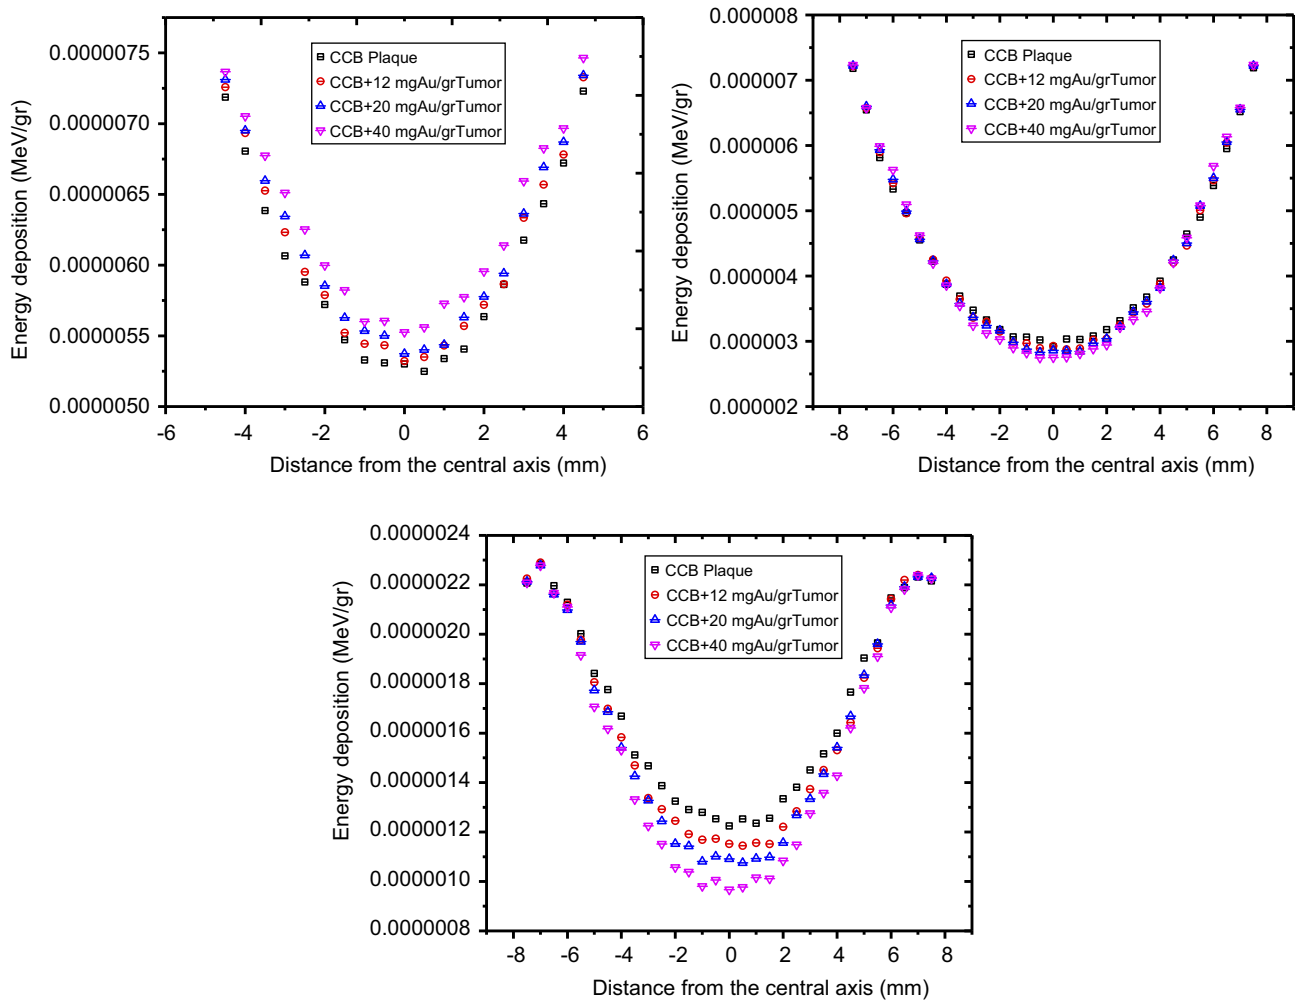 0.0000075
0.0000070
0.0000065
0.0000060
0.0000055
0.0000050
Energy deposition (MeV/gr)
CCB Plaque
CCB+12 mgAu/grTumor
CCB+20 mgAu/grTumor
CCB+40 mgAu/grTumor
-6 -4 -2 0 2 4 6
Distance from the central axis (mm)
0.000008
0.000007
0.000006
0.000005
0.000004
0.000003
0.000002
Energy deposition (MeV/gr)
CCB Plaque
CCB+12 mgAu/grTumor
CCB+20 mgAu/grTumor
CCB+40 mgAu/grTumor
-8 -6 -4 -2 0 2 4 6 8
Distance from the central axis (mm)
0.0000024
0.0000022
0.0000020
0.0000018
0.0000016
0.0000014
0.0000012
0.0000010
0.0000008
Energy deposition (MeV/gr)
CCB Plaque
CCB+12 mgAu/grTumor
CCB+20 mgAu/grTumor
CCB+40 mgAu/grTumor
-8 -6 -4 -2 0 2 4 6 8
Distance from the central axis (mm)